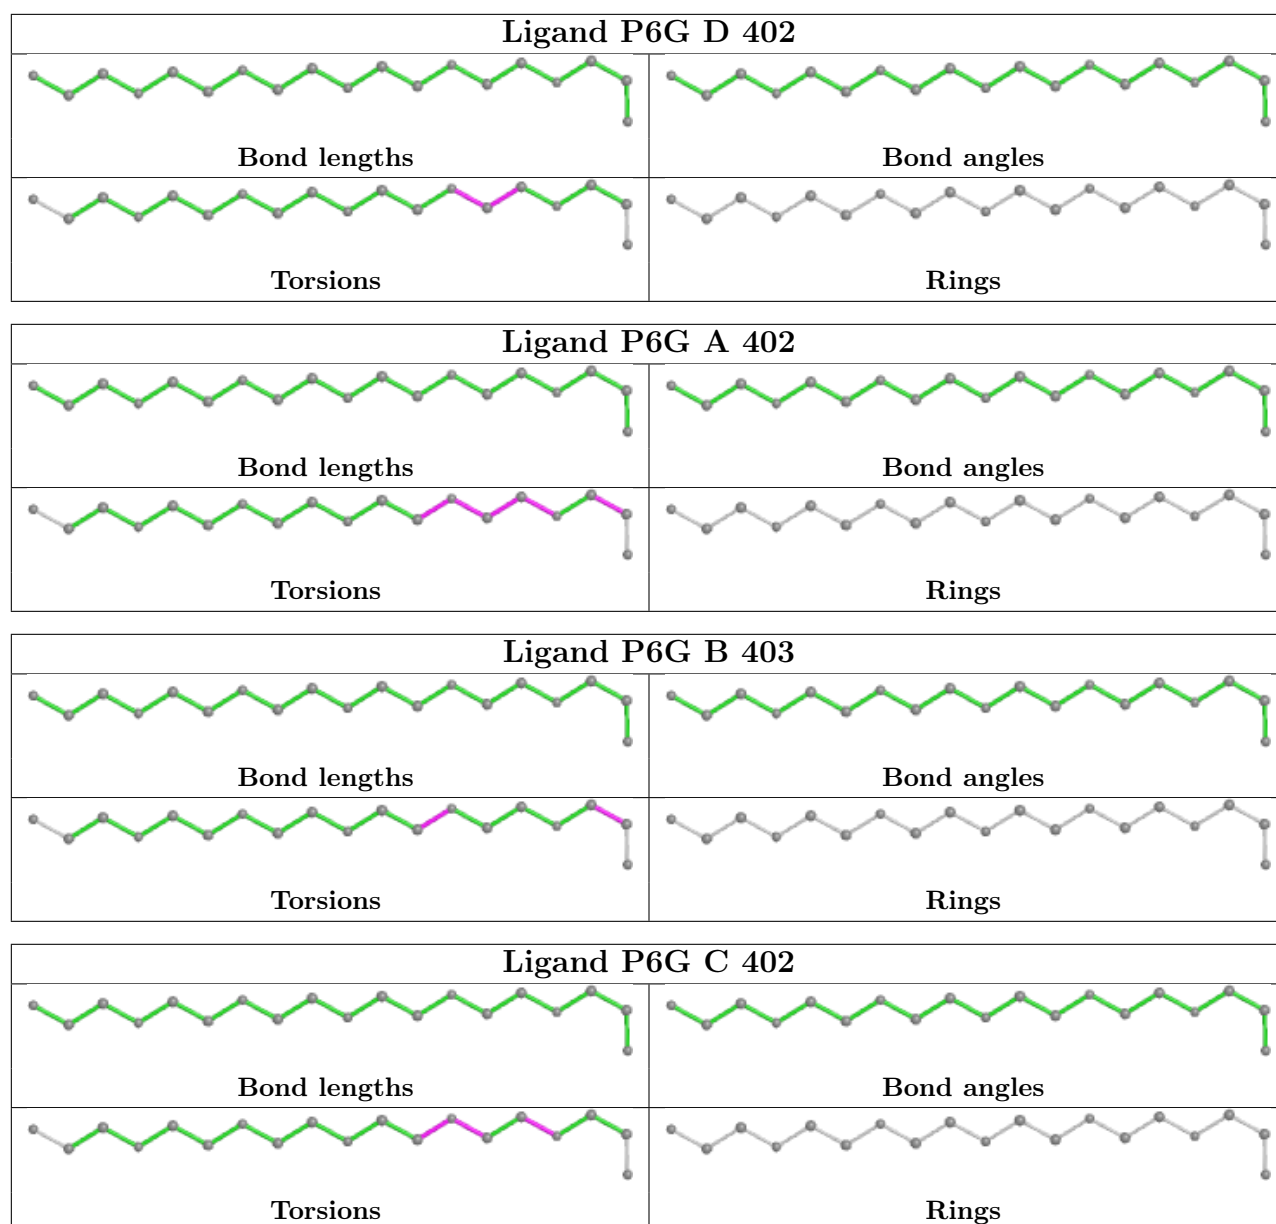 Ligand P6G D 402
Bond lengths Bond angles
Torsions Rings
Ligand P6G A 402
Bond lengths Bond angles
Torsions Rings
Ligand P6G B 403
Bond lengths Bond angles
Torsions Rings
Ligand P6G C 402
Bond lengths Bond angles
Torsions Rings